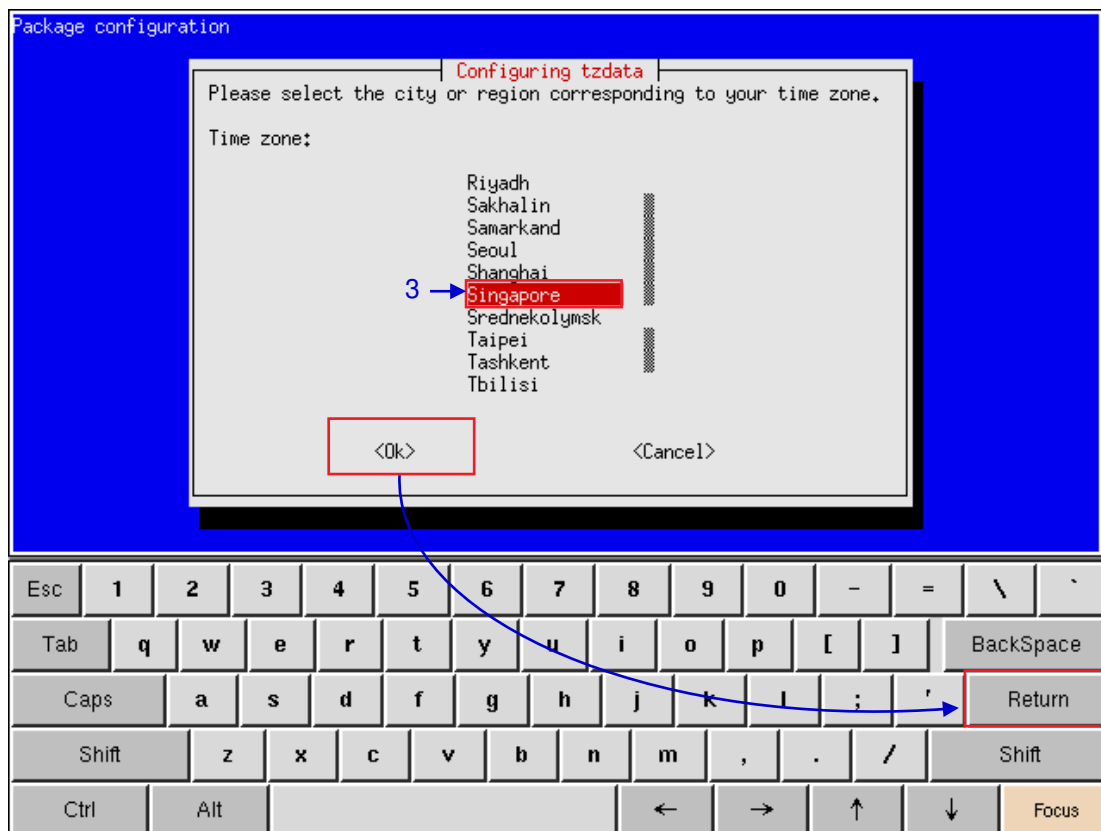 Package configuration
Configuring tzdata
Please select the city or region corresponding to your time zone.
Time zone:
Riyadh
Sakhalin
Samarkand
Seoul
Shanghai
3 Singapore
Srednekolymsk
Taipei
Tashkent
Tbilisi
<Ok> <Cancel>
Esc 1 2 3 4 5 6 7 8 9 0 - = \ `
Tab q w e r t y u i o p [ ] BackSpace
Caps a s d f g h j k l ; ' Return
Shift z x c v b n m , . / Shift
Ctrl Alt ← → ↑ ↓ Focus